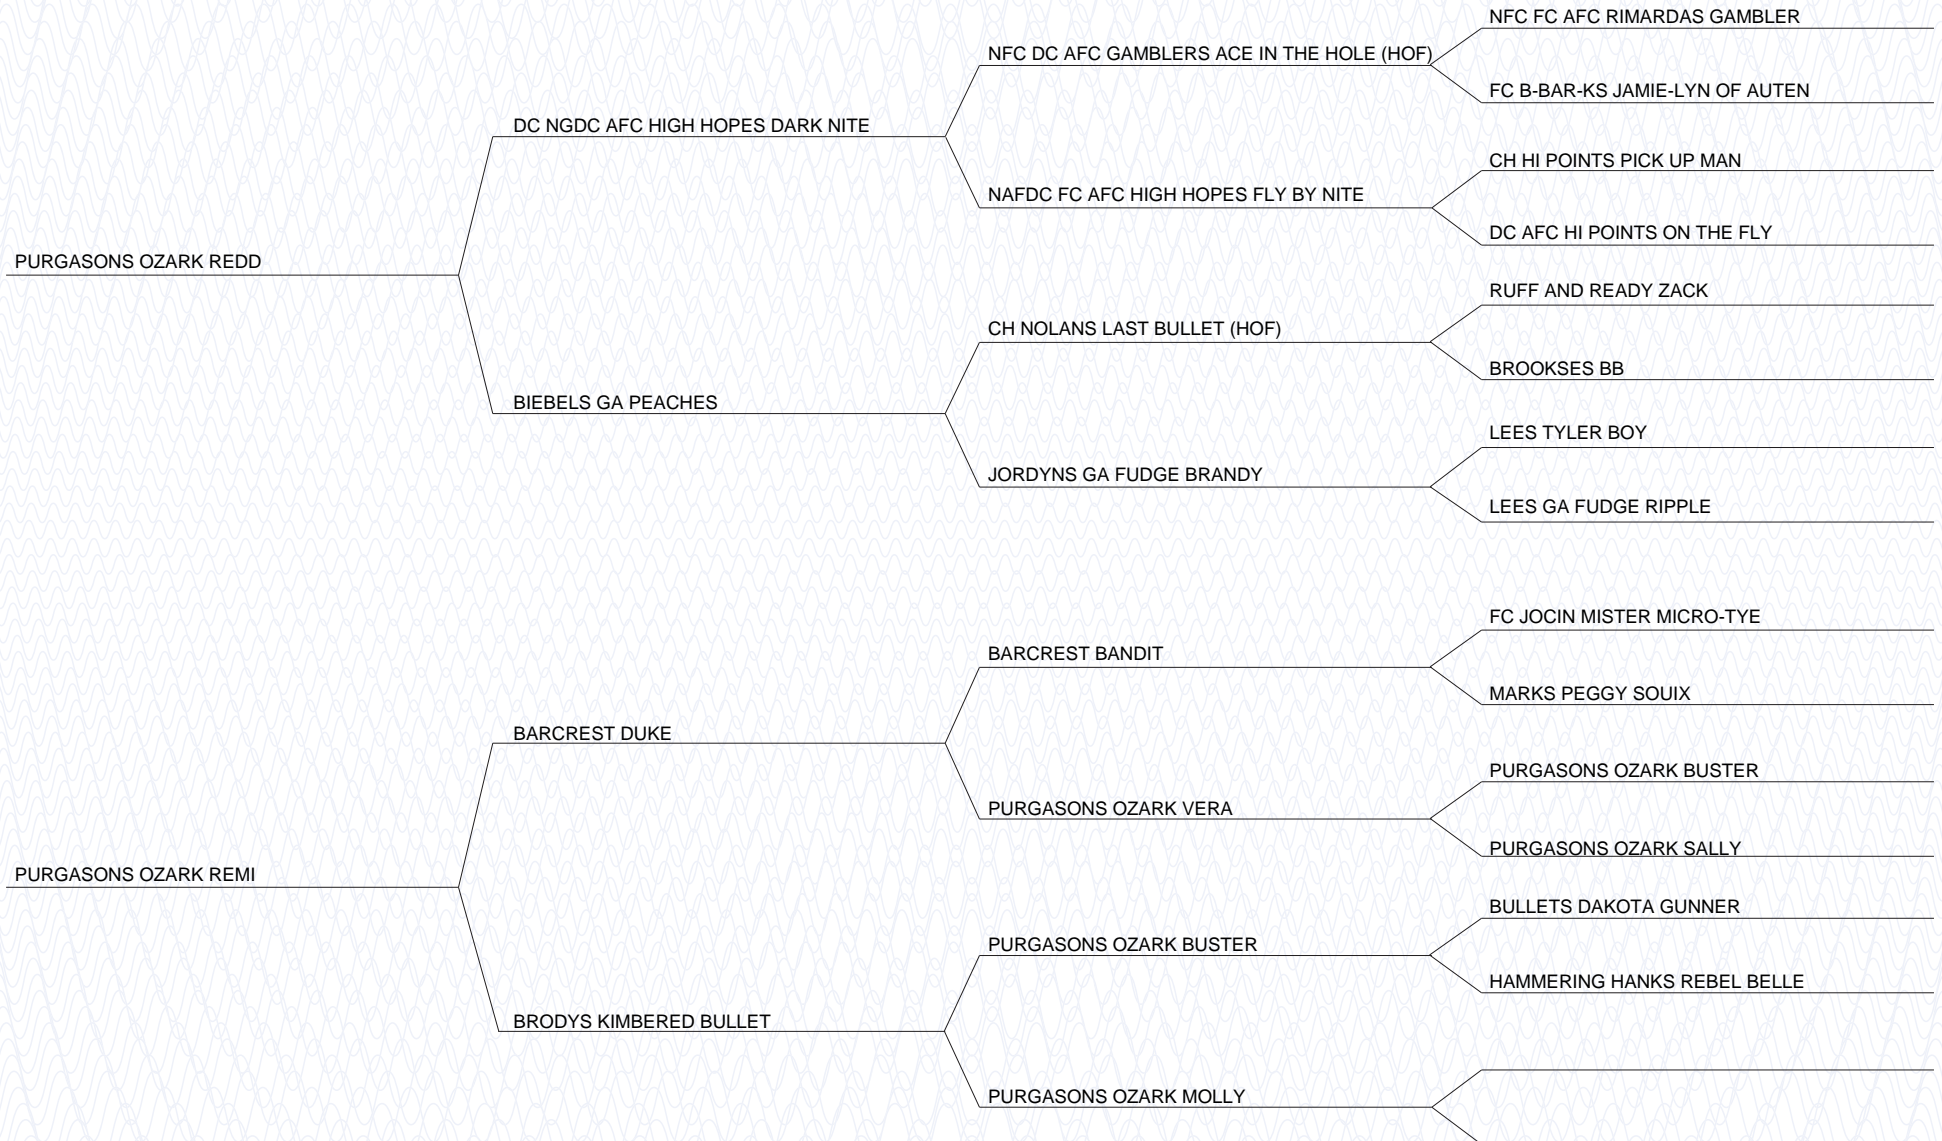 NFC FC AFC RIMARDAS GAMBLER
NFC DC AFC GAMBLERS ACE IN THE HOLE (HOF)
FC B-BAR-KS JAMIE-LYN OF AUTEN
DC NGDC AFC HIGH HOPES DARK NITE
CH HI POINTS PICK UP MAN
NAFDC FC AFC HIGH HOPES FLY BY NITE
DC AFC HI POINTS ON THE FLY
PURGASONS OZARK REDD
RUFF AND READY ZACK
CH NOLANS LAST BULLET (HOF)
BROOKSES BB
BIEBELS GA PEACHES
LEES TYLER BOY
JORDYNS GA FUDGE BRANDY
LEES GA FUDGE RIPPLE
FC JOCIN MISTER MICRO-TYE
BARCREST BANDIT
MARKS PEGGY SOUIX
BARCREST DUKE
PURGASONS OZARK BUSTER
PURGASONS OZARK VERA
PURGASONS OZARK SALLY
PURGASONS OZARK REMI
BULLETS DAKOTA GUNNER
PURGASONS OZARK BUSTER
HAMMERING HANKS REBEL BELLE
BRODYS KIMBERED BULLET
PURGASONS OZARK MOLLY